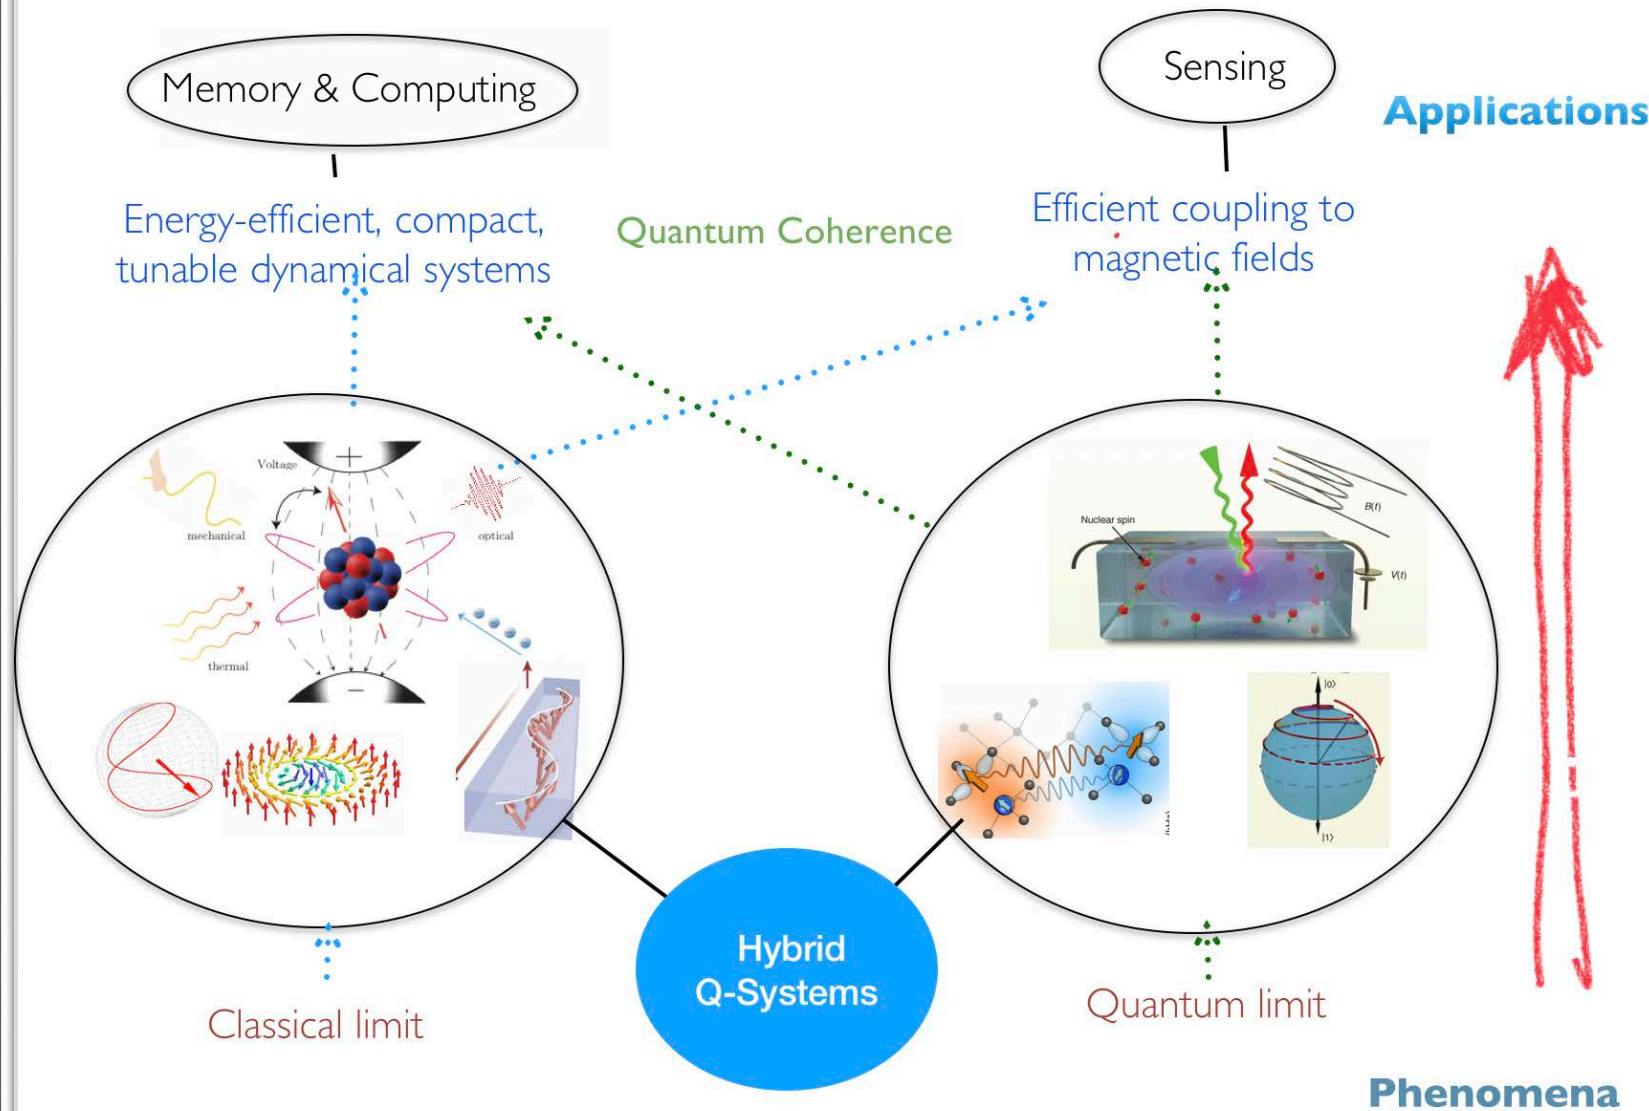 Memory & Computing
Sensing
Applications
Energy-efficient, compact,
tunable dynamical systems
Quantum Coherence
Efficient coupling to
magnetic fields
Voltage
+
mechanical
optical
thermal
−
Nuclear spin
B(t)
V(t)
|0>
|1>
Hybrid
Q-Systems
Classical limit
Quantum limit
Phenomena